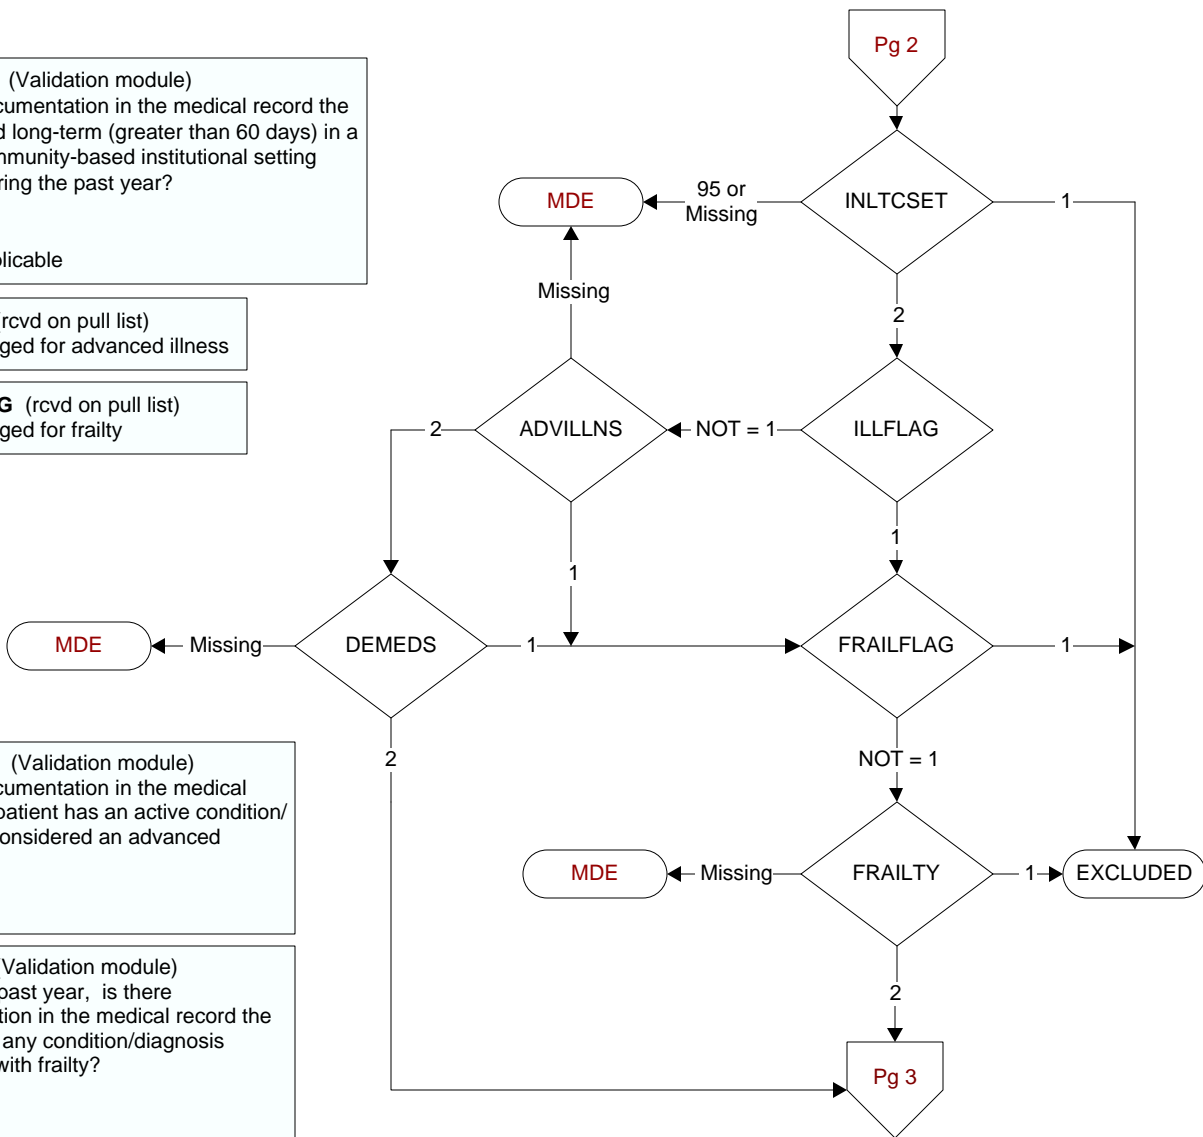 Pg 2
(Validation module)
cumentation in the medical record the
d long-term (greater than 60 days) in a
mmunity-based institutional setting
ring the past year?
plicable
rcvd on pull list)
ged for advanced illness
G (rcvd on pull list)
ged for frailty
INLTCSET
95 or
Missing
MDE
1
2
Missing
ILLFLAG
NOT = 1
ADVILLNS
2
1
1
DEMEDS
Missing
MDE
1
FRAILFLAG
1
2
NOT = 1
(Validation module)
cumentation in the medical
patient has an active condition/
onsidered an advanced
FRAILTY
Missing
MDE
1
EXCLUDED
2
Validation module)
past year,  is there
tion in the medical record the
any condition/diagnosis
with frailty?
Pg 3